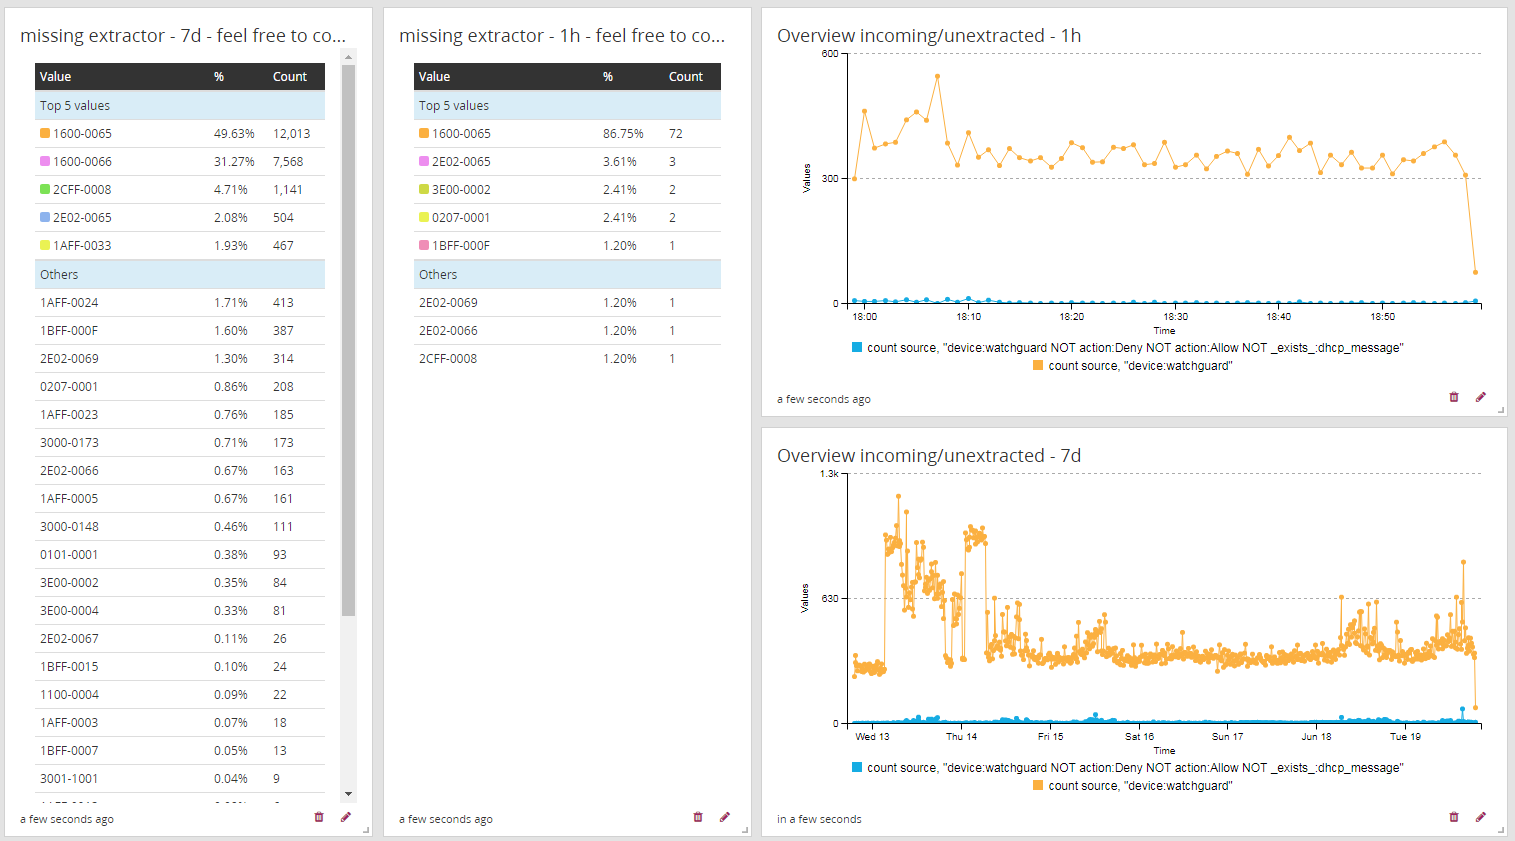 missing extractor - 7d - feel free to co...
Value % Count
Top 5 values
1600-0065 49.63% 12,013
1600-0066 31.27% 7,568
2CFF-0008 4.71% 1,141
2E02-0065 2.08% 504
1AFF-0033 1.93% 467
Others
1AFF-0024 1.71% 413
1BFF-000F 1.60% 387
2E02-0069 1.30% 314
0207-0001 0.86% 208
1AFF-0023 0.76% 185
3000-0173 0.71% 173
2E02-0066 0.67% 163
1AFF-0005 0.67% 161
3000-0148 0.46% 111
0101-0001 0.38% 93
3E00-0002 0.35% 84
3E00-0004 0.33% 81
2E02-0067 0.11% 26
1BFF-0015 0.10% 24
1100-0004 0.09% 22
1AFF-0003 0.07% 18
1BFF-0007 0.05% 13
3001-1001 0.04% 9
a few seconds ago
missing extractor - 1h - feel free to co...
Value % Count
Top 5 values
1600-0065 86.75% 72
2E02-0065 3.61% 3
3E00-0002 2.41% 2
0207-0001 2.41% 2
1BFF-000F 1.20% 1
Others
2E02-0069 1.20% 1
2E02-0066 1.20% 1
2CFF-0008 1.20% 1
a few seconds ago
Overview incoming/unextracted - 1h
600
300
0
Values
18:00 18:10 18:20 18:30 18:40 18:50
Time
count source, "device:watchguard NOT action:Deny NOT action:Allow NOT _exists_:dhcp_message"
count source, "device:watchguard"
a few seconds ago
Overview incoming/unextracted - 7d
1.3k
630
0
Values
Wed 13 Thu 14 Fri 15 Sat 16 Sun 17 Jun 18 Tue 19
Time
count source, "device:watchguard NOT action:Deny NOT action:Allow NOT _exists_:dhcp_message"
count source, "device:watchguard"
in a few seconds